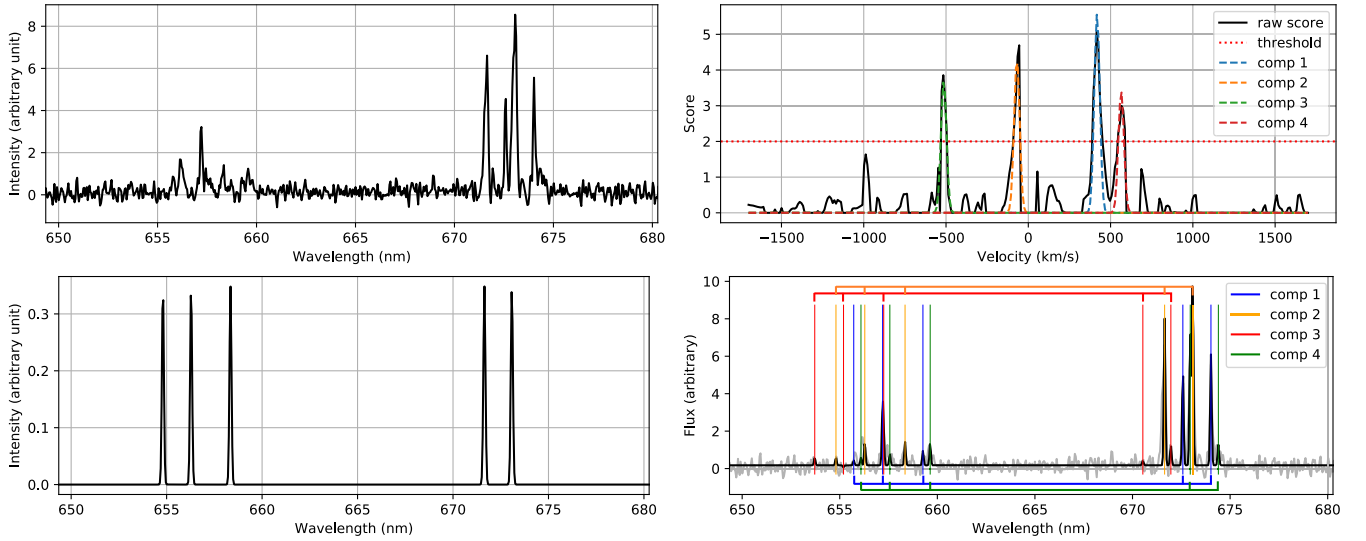 8
6
4
2
0
650
655
660
665
670
675
680
Wavelength (nm)
Intensity (arbitrary unit)
5
4
3
2
1
0
−1500
−1000
−500
0
500
1000
1500
Velocity (km/s)
Score
raw score
threshold
comp 1
comp 2
comp 3
comp 4
0.3
0.2
0.1
0.0
650
655
660
665
670
675
680
Wavelength (nm)
Intensity (arbitrary unit)
10
8
6
4
2
0
650
655
660
665
670
675
680
Wavelength (nm)
Flux (arbitrary)
comp 1
comp 2
comp 3
comp 4